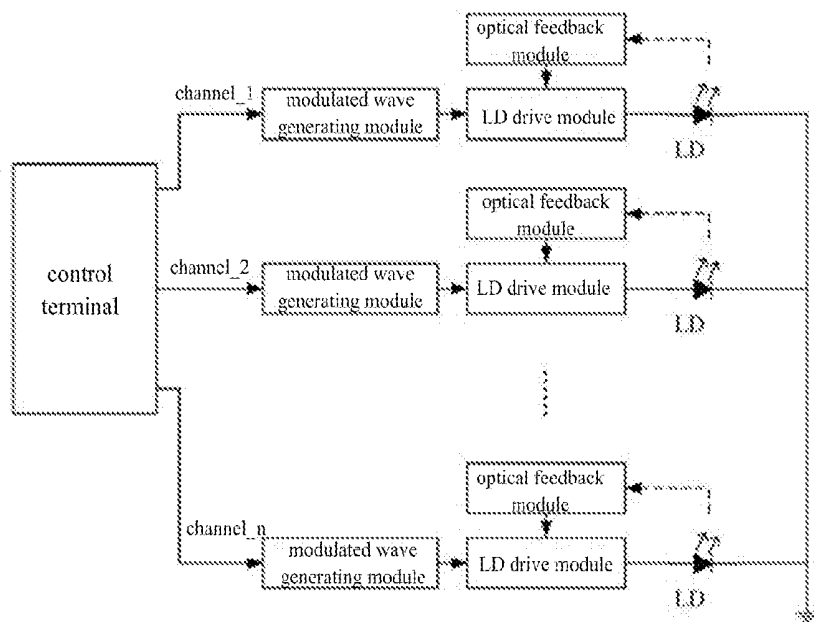 optical feedback
module
channel_1
modulated wave
generating module
LD drive module
LD
control
terminal
optical feedback
module
channel_2
modulated wave
generating module
LD drive module
LD
optical feedback
module
channel_n
modulated wave
generating module
LD drive module
LD